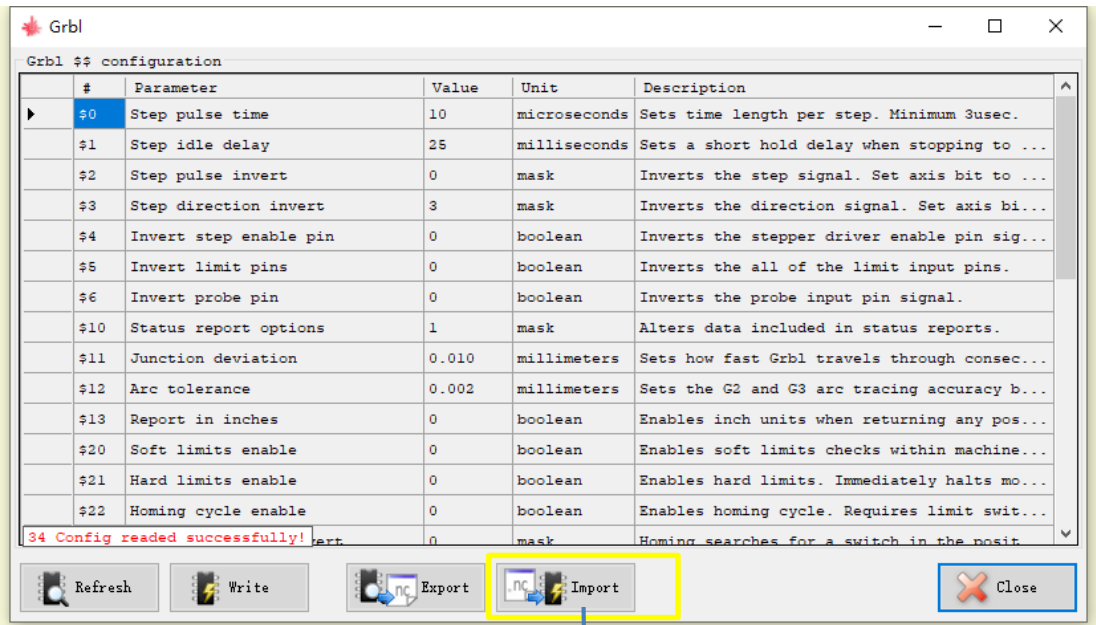 Grbl
Grbl $$ configuration
# Parameter Value Unit Description
$0 Step pulse time 10 microseconds Sets time length per step. Minimum 3usec.
$1 Step idle delay 25 milliseconds Sets a short hold delay when stopping to ...
$2 Step pulse invert 0 mask Inverts the step signal. Set axis bit to ...
$3 Step direction invert 3 mask Inverts the direction signal. Set axis bi...
$4 Invert step enable pin 0 boolean Inverts the stepper driver enable pin sig...
$5 Invert limit pins 0 boolean Inverts the all of the limit input pins.
$6 Invert probe pin 0 boolean Inverts the probe input pin signal.
$10 Status report options 1 mask Alters data included in status reports.
$11 Junction deviation 0.010 millimeters Sets how fast Grbl travels through consec...
$12 Arc tolerance 0.002 millimeters Sets the G2 and G3 arc tracing accuracy b...
$13 Report in inches 0 boolean Enables inch units when returning any pos...
$20 Soft limits enable 0 boolean Enables soft limits checks within machine...
$21 Hard limits enable 0 boolean Enables hard limits. Immediately halts mo...
$22 Homing cycle enable 0 boolean Enables homing cycle. Requires limit swit...
34 Config readed successfully! vert 0 mask Homing searches for a switch in the posit
Refresh Write nc Export .nc Import Close